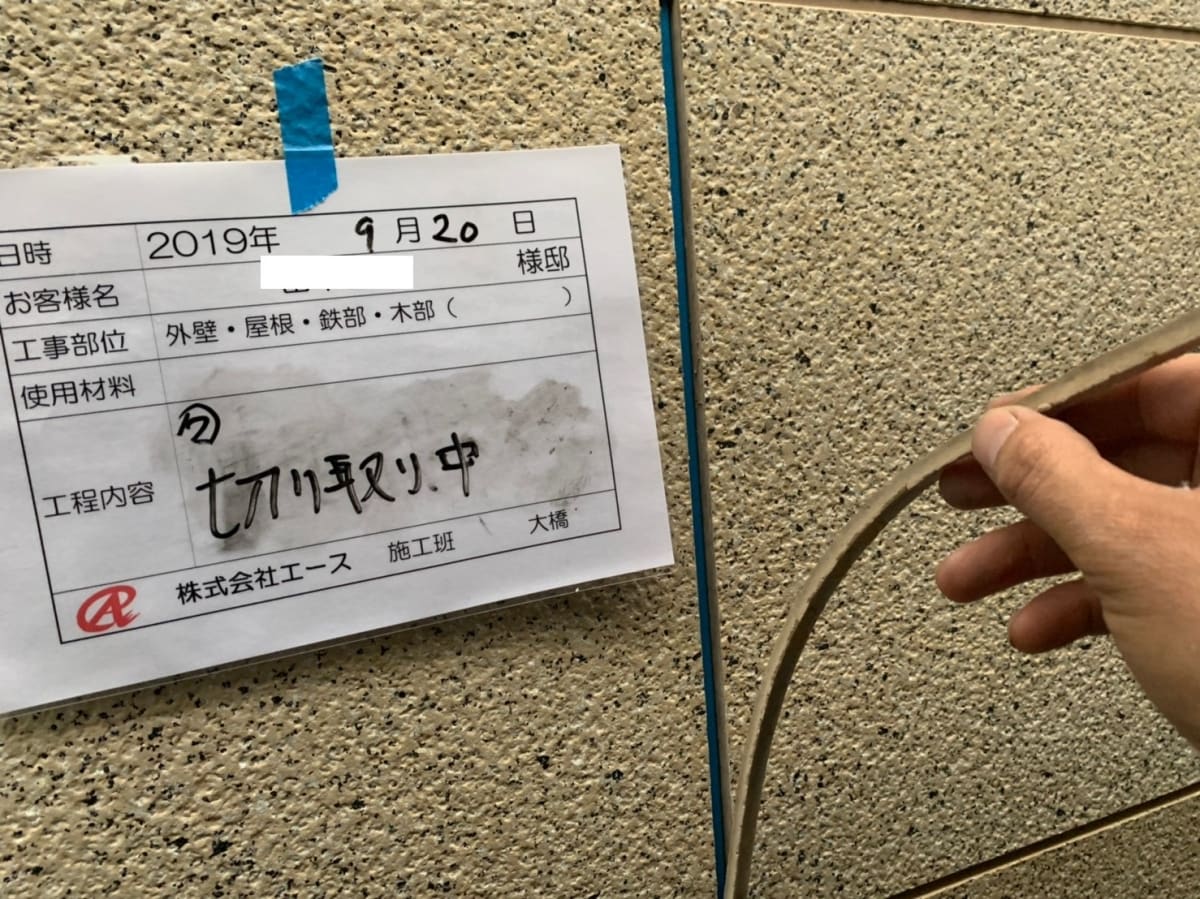 日時 2019年 9月20日
お客様名 様邸
工事部位 外壁・屋根・鉄部・木部( )
使用材料
工程内容
切り取り中
株式会社エース 施工班 大橋